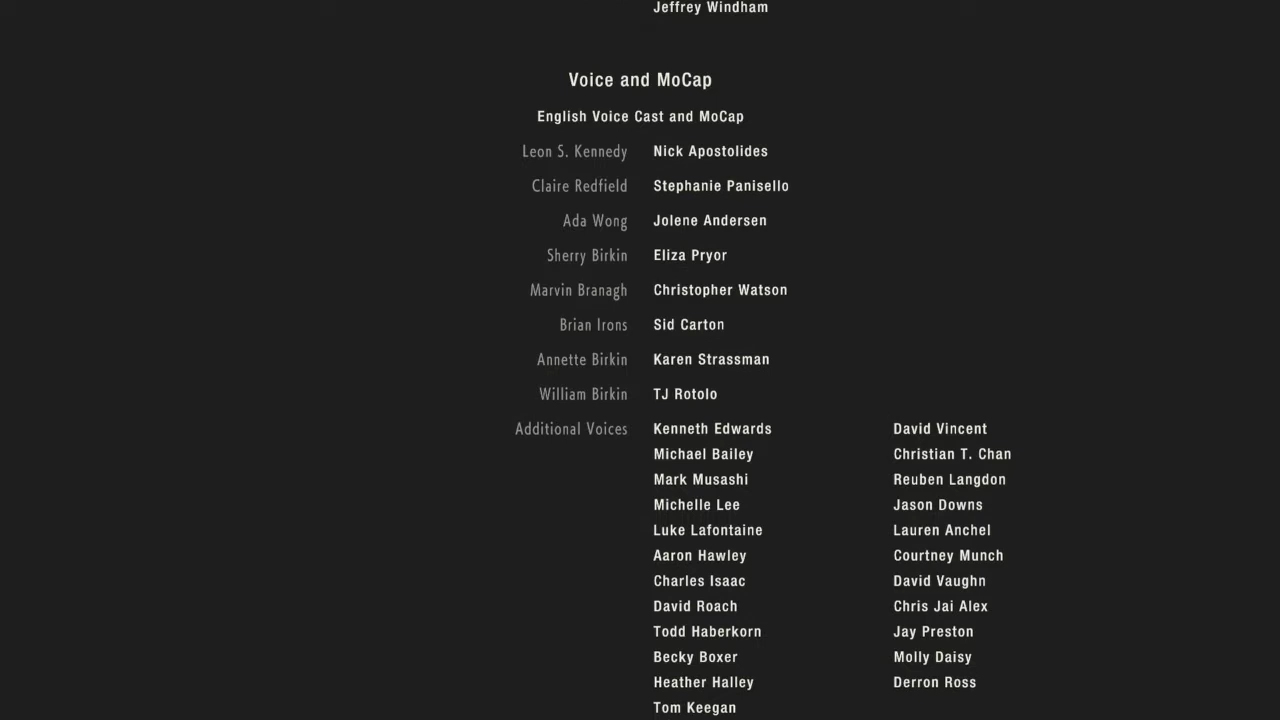 Jeffrey Windham
Voice and MoCap
English Voice Cast and MoCap
Leon S. Kennedy Nick Apostolides
Claire Redfield Stephanie Panisello
Ada Wong Jolene Andersen
Sherry Birkin Eliza Pryor
Marvin Branagh Christopher Watson
Brian Irons Sid Carton
Annette Birkin Karen Strassman
William Birkin TJ Rotolo
Additional Voices Kenneth Edwards David Vincent
Michael Bailey Christian T. Chan
Mark Musashi Reuben Langdon
Michelle Lee Jason Downs
Luke Lafontaine Lauren Anchel
Aaron Hawley Courtney Munch
Charles Isaac David Vaughn
David Roach Chris Jai Alex
Todd Haberkorn Jay Preston
Becky Boxer Molly Daisy
Heather Halley Derron Ross
Tom Keegan